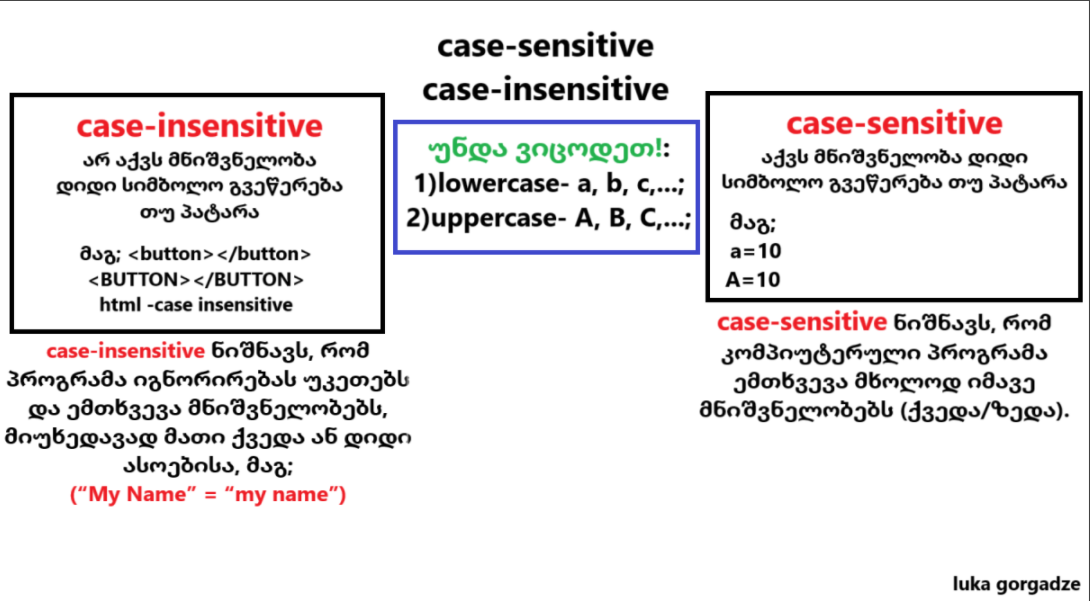 case-sensitive
case-insensitive
case-insensitive
არ აქვს მნიშვნელობა
დიდი სიმბოლო გვეწერება
თუ პატარა
მაგ; <button></button>
<BUTTON></BUTTON>
html -case insensitive
case-insensitive ნიშნავს, რომ
პროგრამა იგნორირებას უკეთებს
და ემთხვევა მნიშვნელობებს,
მიუხედავად მათი ქვედა ან დიდი
ასოებისა, მაგ;
(“My Name” = “my name”)
უნდა ვიცოდეთ!:
1)lowercase- a, b, c,...;
2)uppercase- A, B, C,...;
case-sensitive
აქვს მნიშვნელობა დიდი
სიმბოლო გვეწერება თუ პატარა
მაგ;
a=10
A=10
case-sensitive ნიშნავს, რომ
კომპიუტერული პროგრამა
ემთხვევა მხოლოდ იმავე
მნიშვნელობებს (ქვედა/ზედა).
luka gorgadze